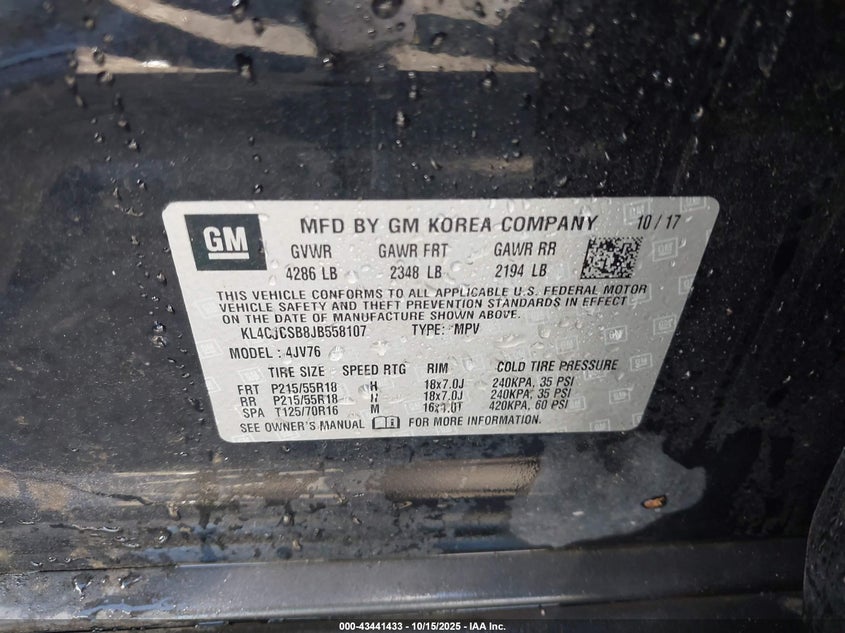 GM MFD BY GM KOREA COMPANY 10/17
GVWR GAWR FRT GAWR RR
4286 LB 2348 LB 2194 LB
THIS VEHICLE CONFORMS TO ALL APPLICABLE U.S. FEDERAL MOTOR
VEHICLE SAFETY AND THEFT PREVENTION STANDARDS IN EFFECT
ON THE DATE OF MANUFACTURE SHOWN ABOVE.
KL4CJCSB8JB558107 TYPE: MPV
MODEL: 4JV76
TIRE SIZE SPEED RTG RIM COLD TIRE PRESSURE
FRT P215/55R18 H 18x7.0J 240KPA, 35 PSI
RR P215/55R18 H 18x7.0J 240KPA, 35 PSI
SPA T125/70R16 M 420KPA, 60 PSI
SEE OWNER'S MANUAL FOR MORE INFORMATION.
000-43441433 - 10/15/2025 - IAA Inc.